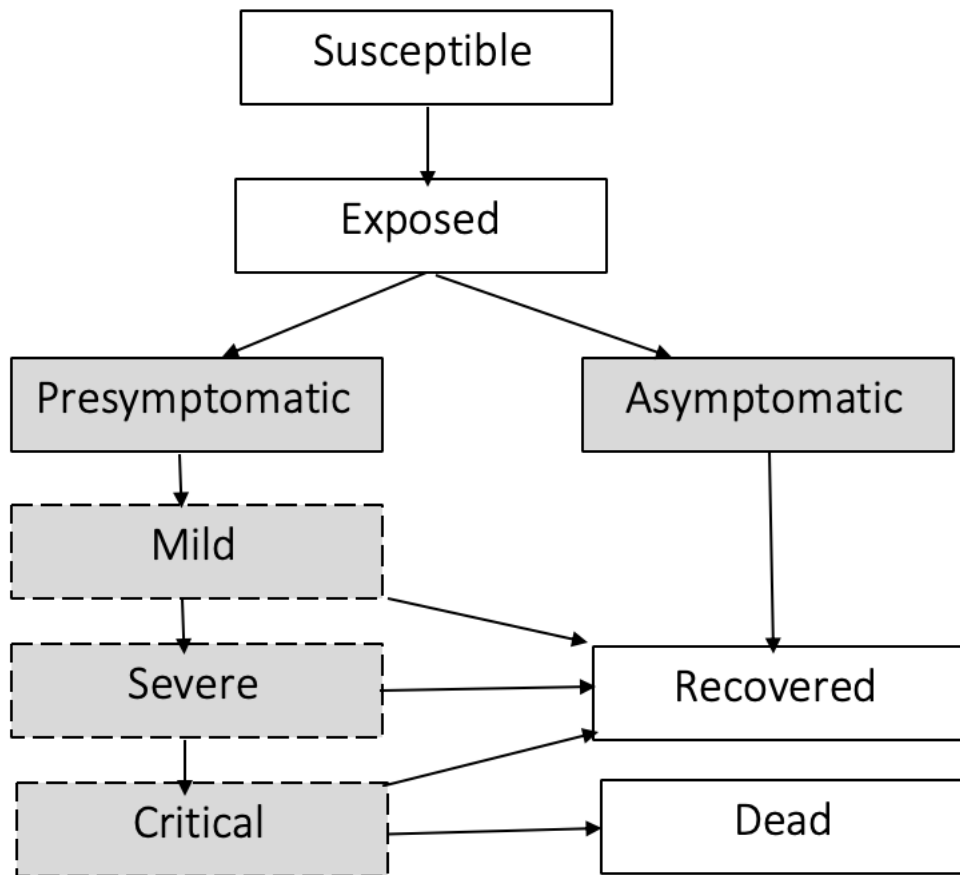 Susceptible
Exposed
Presymptomatic
Asymptomatic
Mild
Severe
Recovered
Critical
Dead